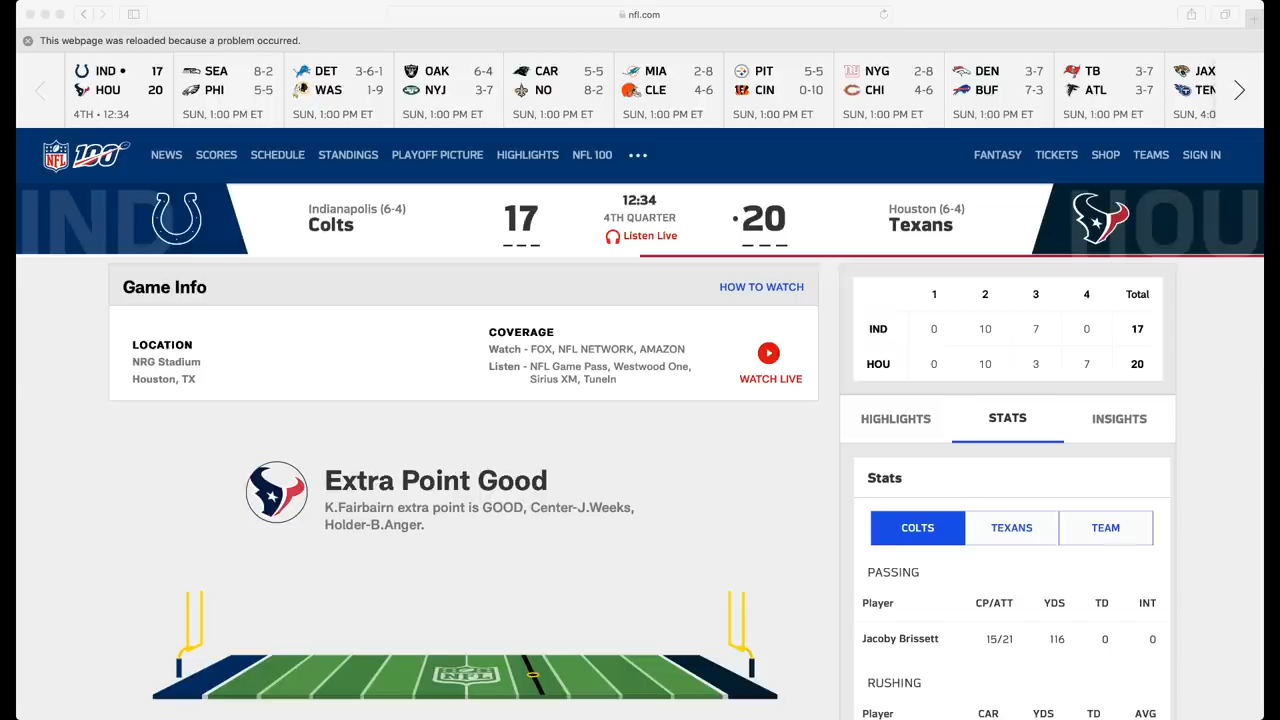 nfl.com
This webpage was reloaded because a problem occurred.
IND • 17
HOU 20
4TH • 12:34
SEA 8-2
PHI 5-5
SUN, 1:00 PM ET
DET 3-6-1
WAS 1-9
SUN, 1:00 PM ET
OAK 6-4
NYJ 3-7
SUN, 1:00 PM ET
CAR 5-5
NO 8-2
SUN, 1:00 PM ET
MIA 2-8
CLE 4-6
SUN, 1:00 PM ET
PIT 5-5
CIN 0-10
SUN, 1:00 PM ET
NYG 2-8
CHI 4-6
SUN, 1:00 PM ET
DEN 3-7
BUF 7-3
SUN, 1:00 PM ET
TB 3-7
ATL 3-7
SUN, 1:00 PM ET
JAX
TEN
SUN, 4:0
NFL 100 NEWS SCORES SCHEDULE STANDINGS PLAYOFF PICTURE HIGHLIGHTS NFL 100 ••• FANTASY TICKETS SHOP TEAMS SIGN IN
IND
Indianapolis (6-4)
Colts
17
12:34
4TH QUARTER
Listen Live
·20
Houston (6-4)
Texans
HOU
Game Info HOW TO WATCH
LOCATION
NRG Stadium
Houston, TX
COVERAGE
Watch - FOX, NFL NETWORK, AMAZON
Listen - NFL Game Pass, Westwood One,
Sirius XM, TuneIn
WATCH LIVE
Extra Point Good
K.Fairbairn extra point is GOOD, Center-J.Weeks,
Holder-B.Anger.
NFL
1 2 3 4 Total
IND 0 10 7 0 17
HOU 0 10 3 7 20
HIGHLIGHTS STATS INSIGHTS
Stats
COLTS TEXANS TEAM
PASSING
Player CP/ATT YDS TD INT
Jacoby Brissett 15/21 116 0 0
RUSHING
Player CAR YDS TD AVG